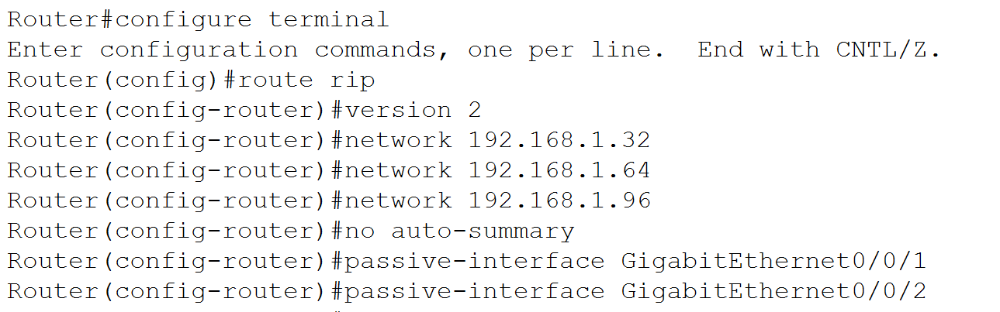 Router#configure terminal
Enter configuration commands, one per line.  End with CNTL/Z.
Router(config)#route rip
Router(config-router)#version 2
Router(config-router)#network 192.168.1.32
Router(config-router)#network 192.168.1.64
Router(config-router)#network 192.168.1.96
Router(config-router)#no auto-summary
Router(config-router)#passive-interface GigabitEthernet0/0/1
Router(config-router)#passive-interface GigabitEthernet0/0/2